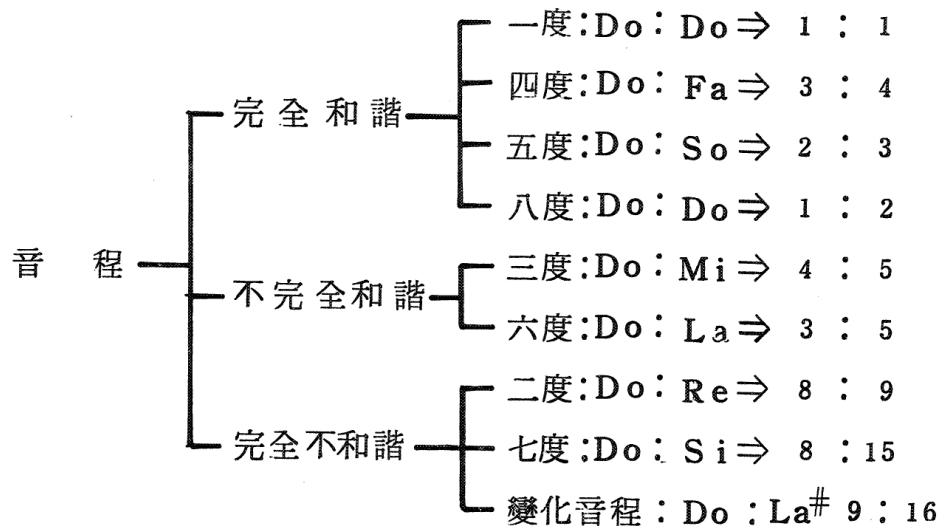 一度:Do:Do⇒ 1 : 1
四度:Do:Fa⇒ 3 : 4
完全和諧
五度:Do:So⇒ 2 : 3
八度:Do:Do⇒ 1 : 2
音程
三度:Do:Mi⇒ 4 : 5
不完全和諧
六度:Do:La⇒ 3 : 5
二度:Do:Re⇒ 8 : 9
完全不和諧
七度:Do:Si⇒ 8 : 15
變化音程:Do:La# 9 : 16